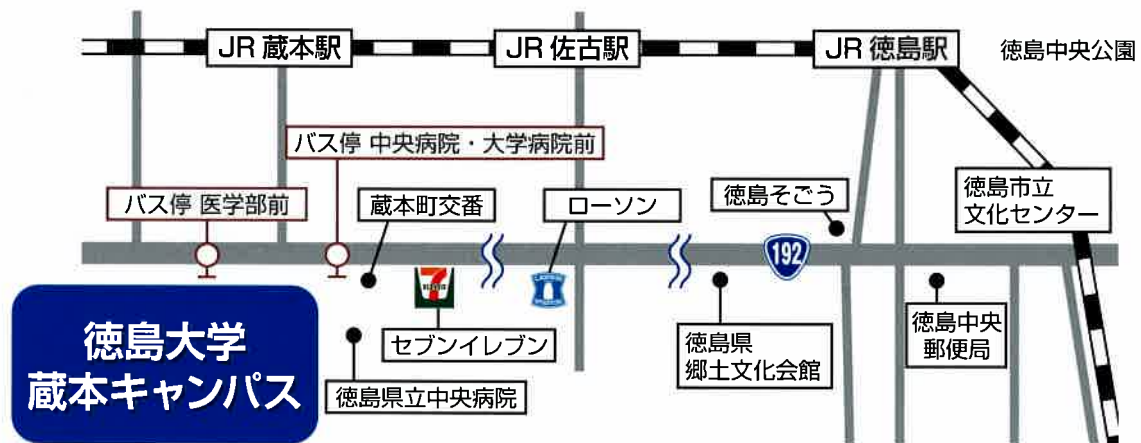 JR 蔵本駅
JR 佐古駅
JR 徳島駅
徳島中央公園
バス停 中央病院・大学病院前
バス停 医学部前
蔵本町交番
ローソン
徳島そごう
徳島市立
文化センター
192
7
ELEVEN
LAWSON
STATION
セブンイレブン
徳島県立中央病院
徳島県
郷土文化会館
徳島中央
郵便局
徳島大学
蔵本キャンパス